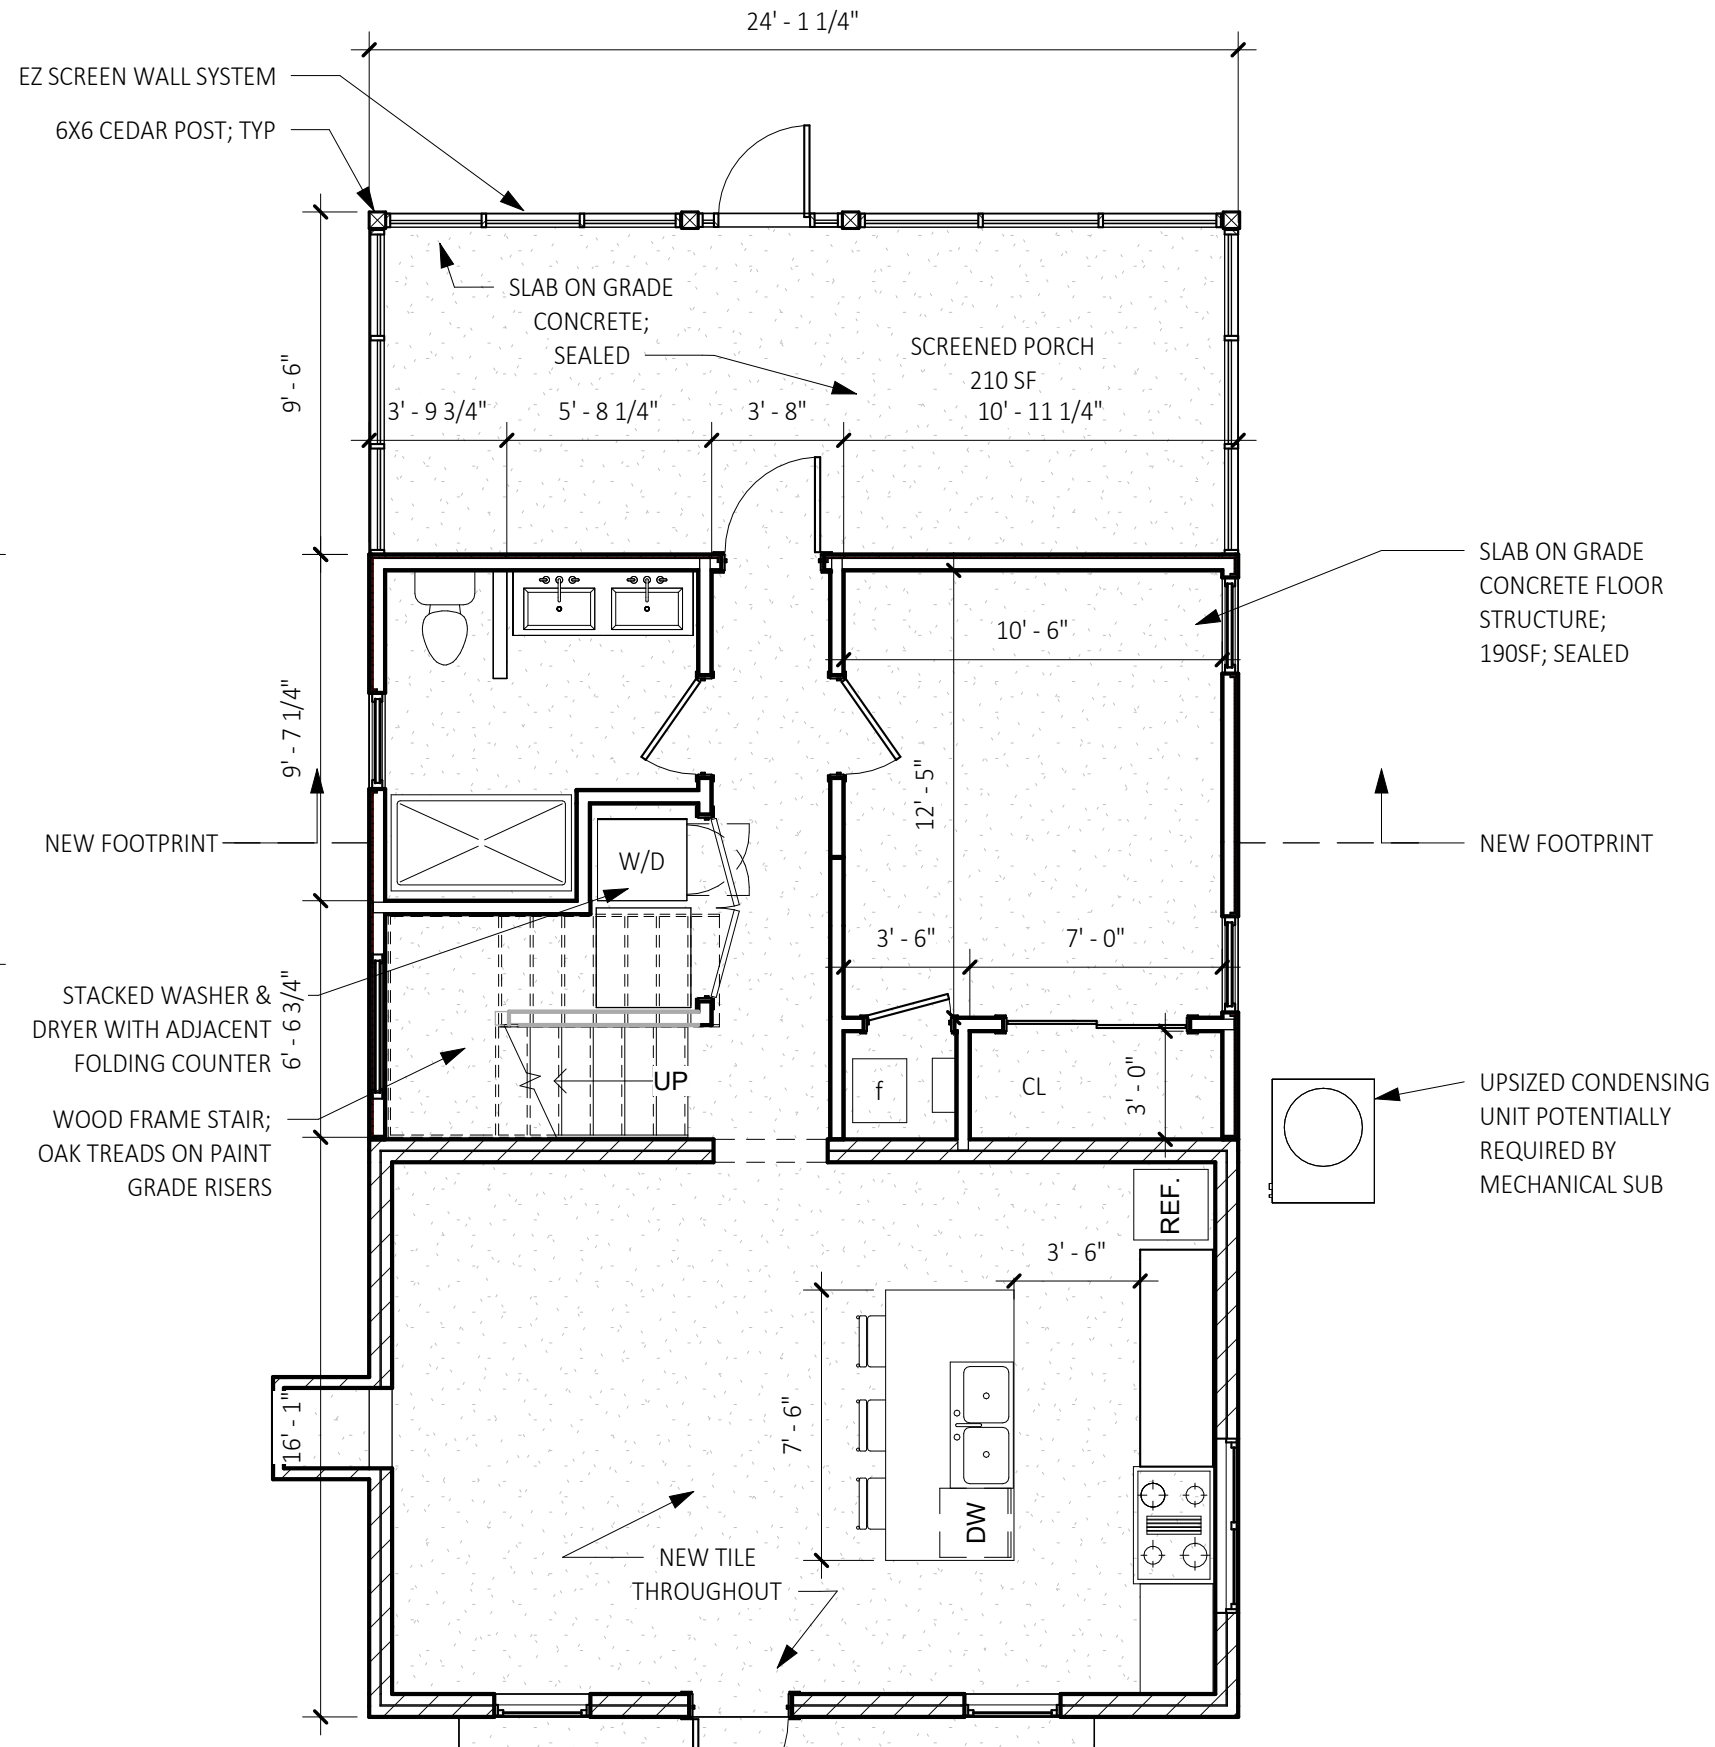 24' - 1 1/4"
EZ SCREEN WALL SYSTEM
6X6 CEDAR POST; TYP
SLAB ON GRADE
CONCRETE;
SEALED
SCREENED PORCH
210 SF
9' - 6"
3' - 9 3/4"
5' - 8 1/4"
3' - 8"
10' - 11 1/4"
SLAB ON GRADE
CONCRETE FLOOR
STRUCTURE;
190SF; SEALED
10' - 6"
9' - 7 1/4"
12' - 5"
NEW FOOTPRINT
NEW FOOTPRINT
W/D
3' - 6"
7' - 0"
STACKED WASHER &
DRYER WITH ADJACENT
FOLDING COUNTER
6' - 6 3/4"
UP
f
CL
3' - 0"
WOOD FRAME STAIR;
OAK TREADS ON PAINT
GRADE RISERS
UPSIZED CONDENSING
UNIT POTENTIALLY
REQUIRED BY
MECHANICAL SUB
REF.
3' - 6"
16' - 1"
7' - 6"
DW
NEW TILE
THROUGHOUT